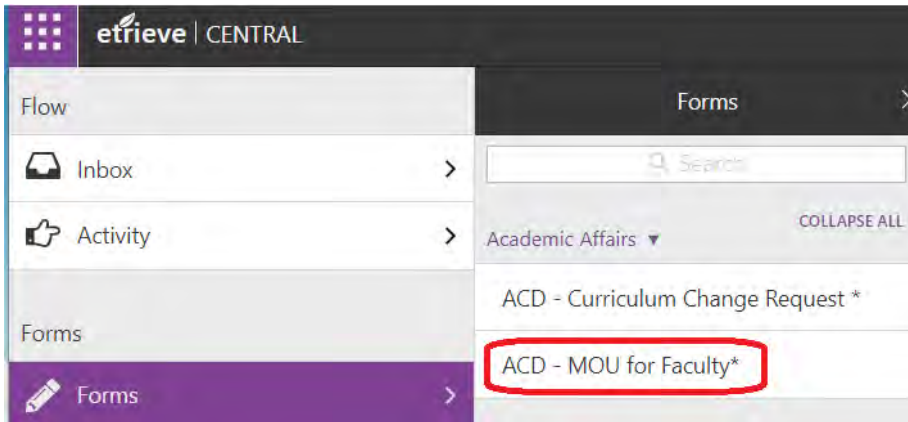 etrieve | CENTRAL
Flow
Inbox
Activity
Forms
Forms
Forms
Search
Academic Affairs ▼
COLLAPSE ALL
ACD - Curriculum Change Request *
ACD - MOU for Faculty*